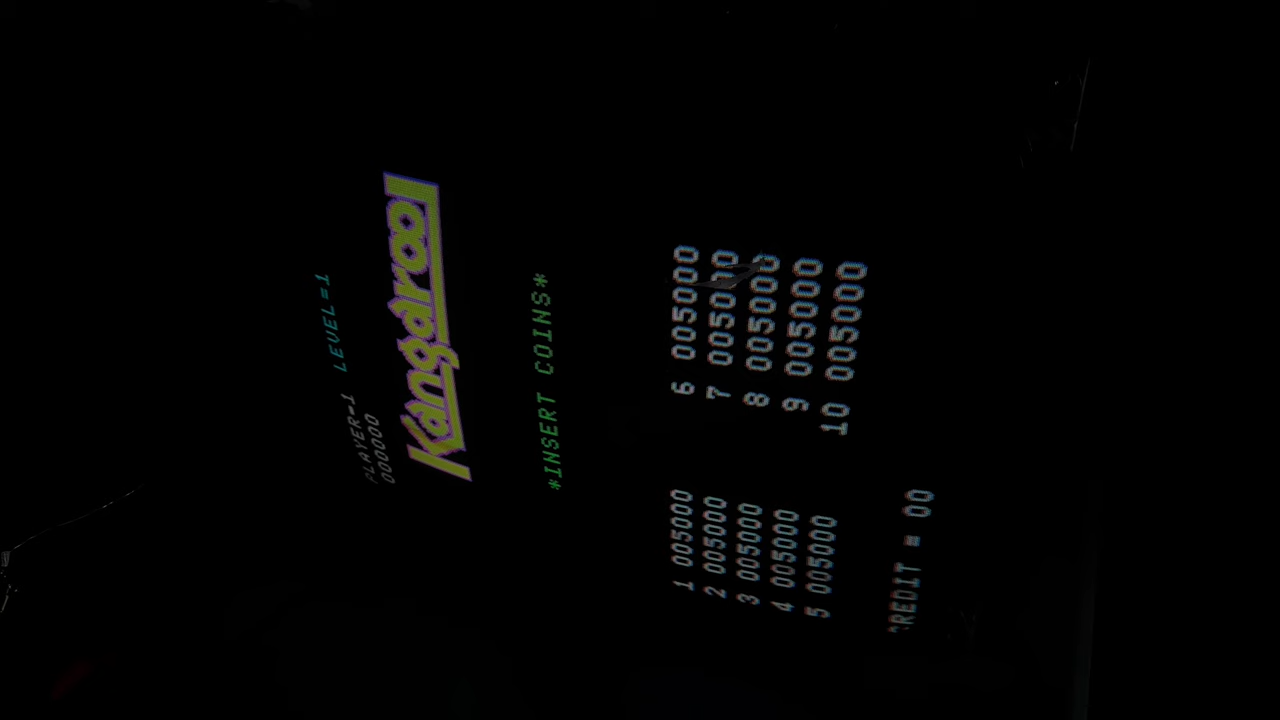 PLAYER=1 LEVEL=1
000000
Kangaroo
*INSERT COINS*
1 005000 6 005000
2 005000 7 005000
3 005000 8 005000
4 005000 9 005000
5 005000 10 005000
CREDIT = 00